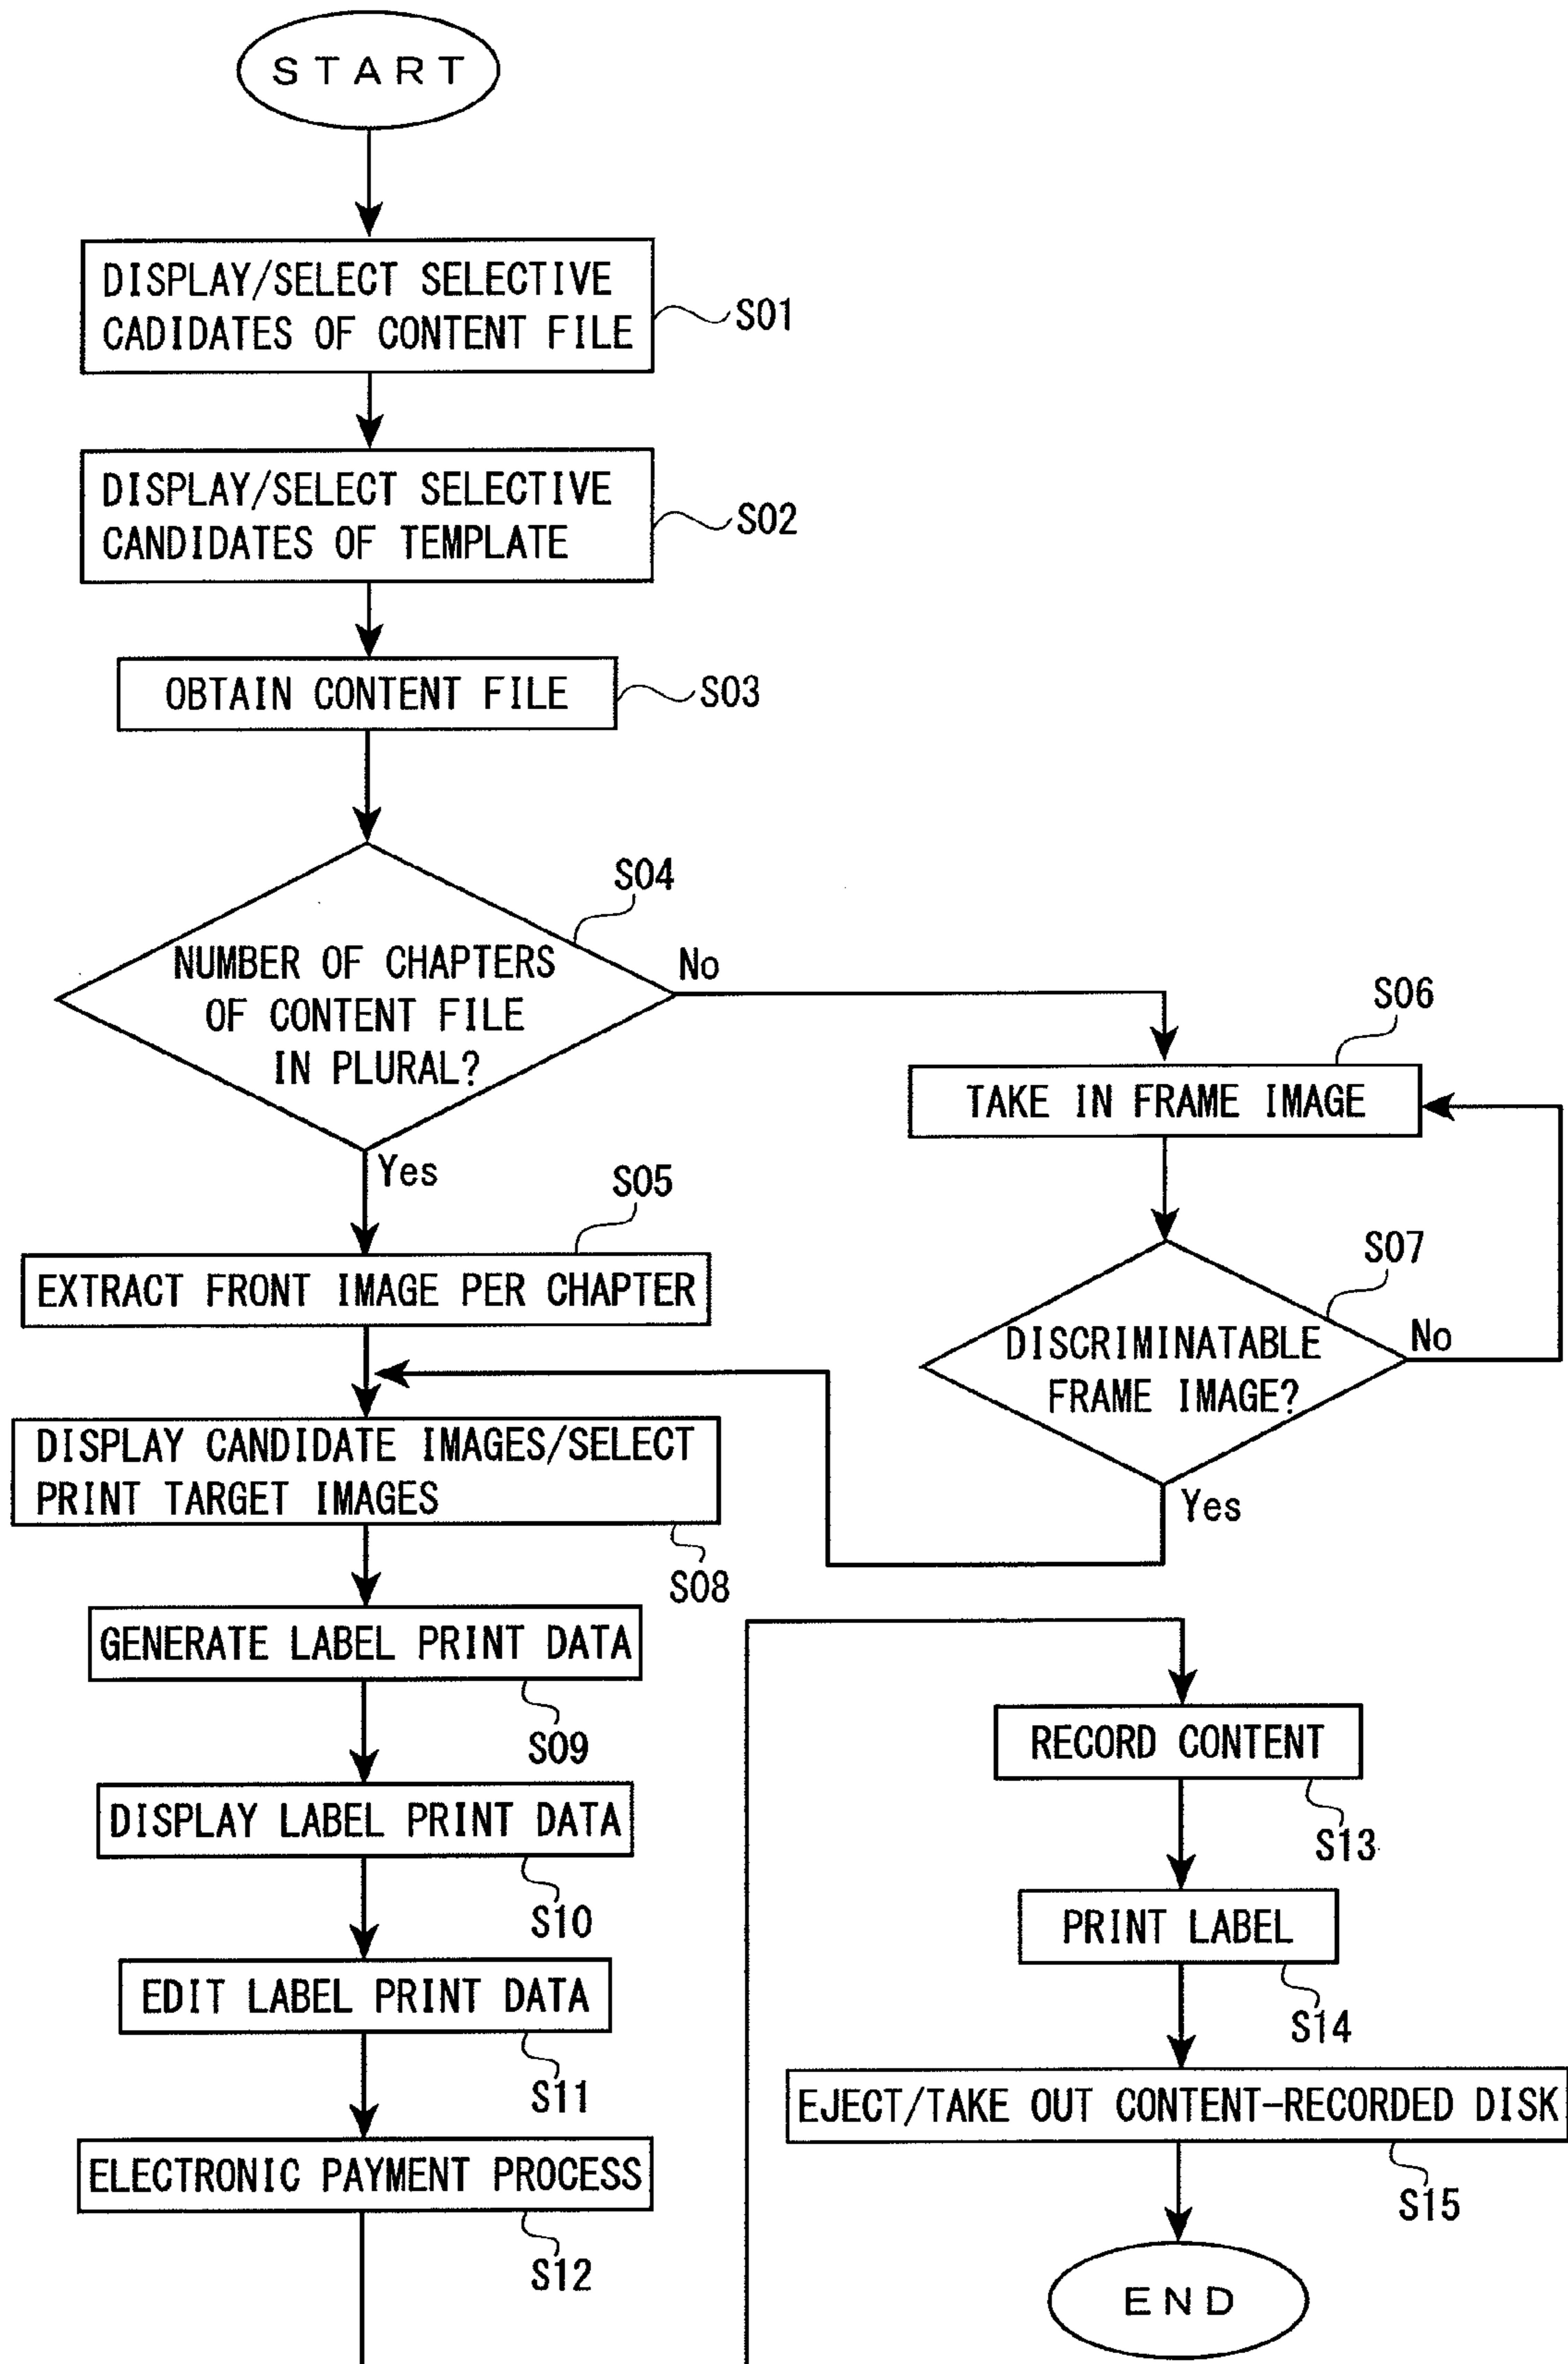 START
DISPLAY/SELECT SELECTIVE
CADIDATES OF CONTENT FILE
S01
DISPLAY/SELECT SELECTIVE
CANDIDATES OF TEMPLATE
S02
OBTAIN CONTENT FILE
S03
S04
NUMBER OF CHAPTERS
OF CONTENT FILE
IN PLURAL?
No
Yes
S06
TAKE IN FRAME IMAGE
S07
DISCRIMINATABLE
FRAME IMAGE?
No
Yes
S05
EXTRACT FRONT IMAGE PER CHAPTER
DISPLAY CANDIDATE IMAGES/SELECT
PRINT TARGET IMAGES
S08
GENERATE LABEL PRINT DATA
S09
DISPLAY LABEL PRINT DATA
S10
EDIT LABEL PRINT DATA
S11
ELECTRONIC PAYMENT PROCESS
S12
RECORD CONTENT
S13
PRINT LABEL
S14
EJECT/TAKE OUT CONTENT-RECORDED DISK
S15
END